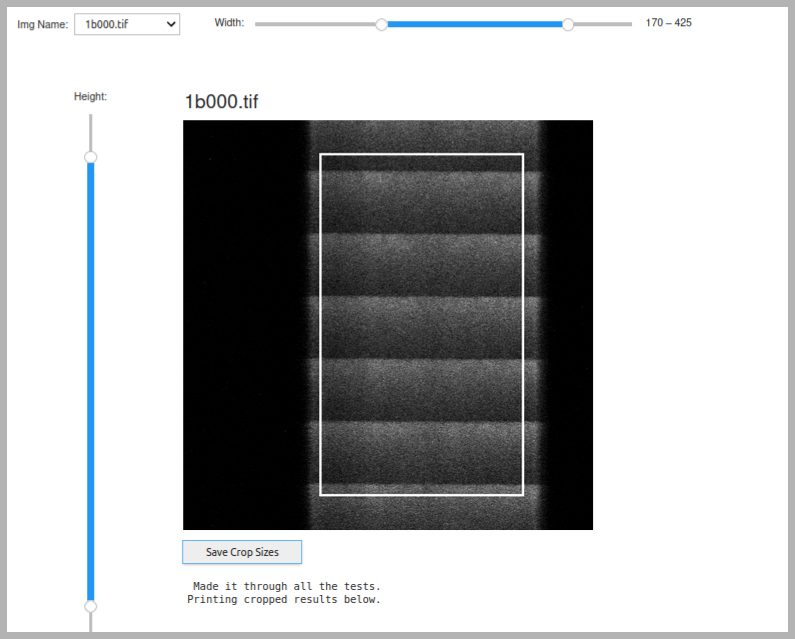 Img Name: 1b000.tif Width: 170 – 425
Height:
1b000.tif
Save Crop Sizes
Made it through all the tests.
Printing cropped results below.